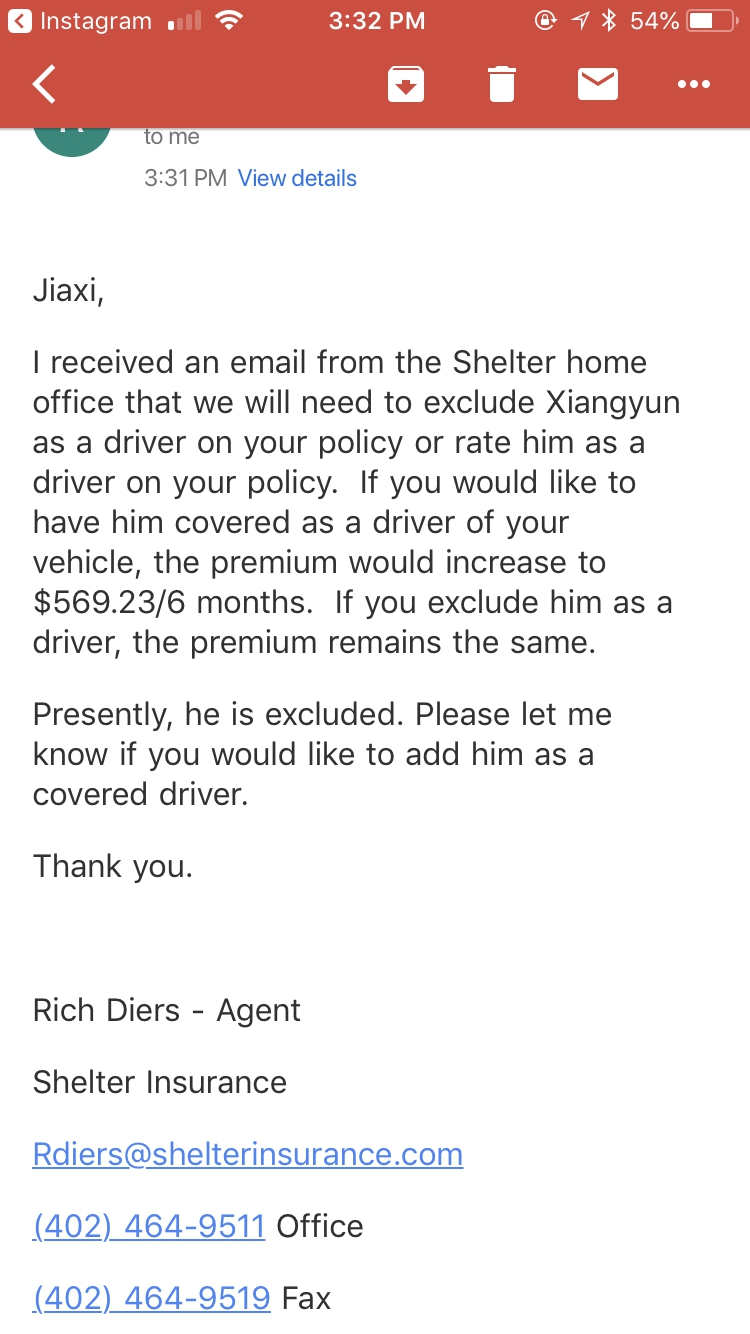 Instagram 3:32 PM 54%
to me
3:31 PM View details
Jiaxi,
I received an email from the Shelter home
office that we will need to exclude Xiangyun
as a driver on your policy or rate him as a
driver on your policy.  If you would like to
have him covered as a driver of your
vehicle, the premium would increase to
$569.23/6 months.  If you exclude him as a
driver, the premium remains the same.
Presently, he is excluded. Please let me
know if you would like to add him as a
covered driver.
Thank you.
Rich Diers - Agent
Shelter Insurance
Rdiers@shelterinsurance.com
(402) 464-9511 Office
(402) 464-9519 Fax